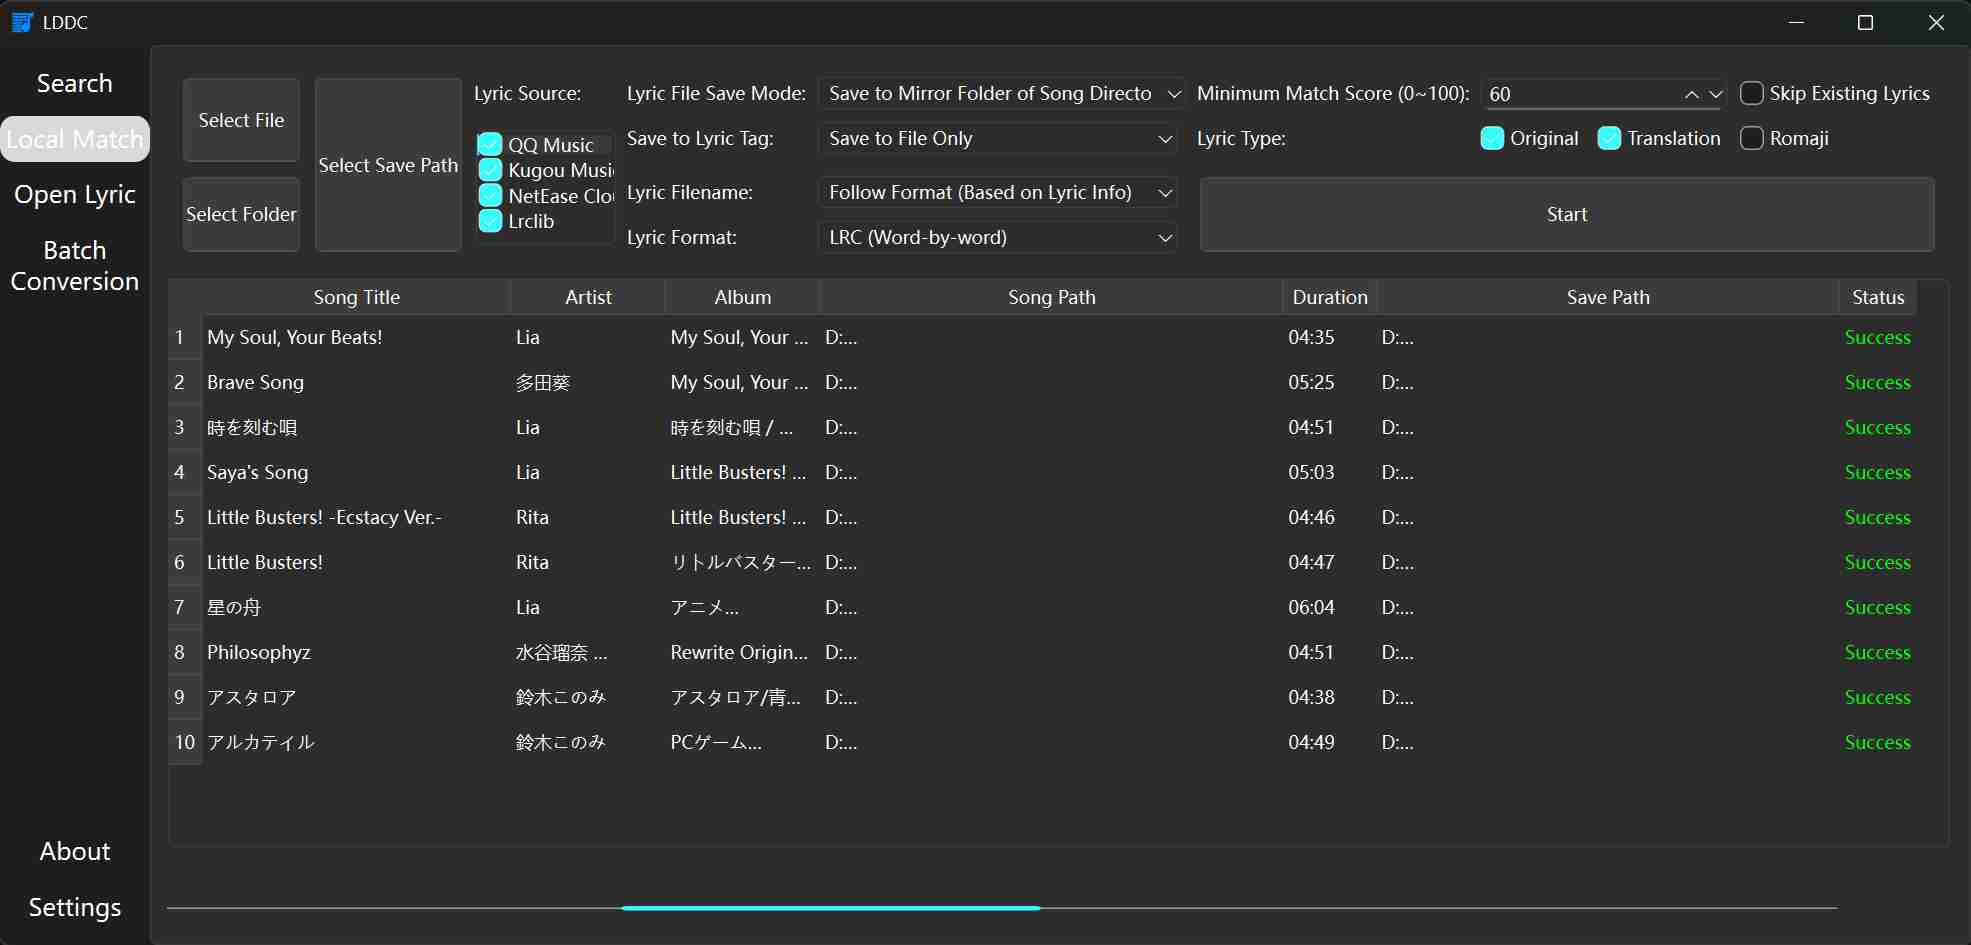 LDDC
Search
Local Match
Open Lyric
Batch
Conversion
About
Settings
Select File
Select Folder
Select Save Path
Lyric Source:
QQ Music
Kugou Musi
NetEase Clo
Lrclib
Lyric File Save Mode: Save to Mirror Folder of Song Directo
Save to Lyric Tag: Save to File Only
Lyric Filename: Follow Format (Based on Lyric Info)
Lyric Format: LRC (Word-by-word)
Minimum Match Score (0~100): 60 Skip Existing Lyrics
Lyric Type: Original Translation Romaji
Start
Song Title Artist Album Song Path Duration Save Path Status
1 My Soul, Your Beats! Lia My Soul, Your ... D:... 04:35 D:... Success
2 Brave Song 多田葵 My Soul, Your ... D:... 05:25 D:... Success
3 時を刻む唄 Lia 時を刻む唄 / ... D:... 04:51 D:... Success
4 Saya's Song Lia Little Busters! ... D:... 05:03 D:... Success
5 Little Busters! -Ecstacy Ver.- Rita Little Busters! ... D:... 04:46 D:... Success
6 Little Busters! Rita リトルバスター... D:... 04:47 D:... Success
7 星の舟 Lia アニメ... D:... 06:04 D:... Success
8 Philosophyz 水谷瑠奈 ... Rewrite Origin... D:... 04:51 D:... Success
9 アスタロア 鈴木このみ アスタロア/青... D:... 04:38 D:... Success
10 アルカテイル 鈴木このみ PCゲーム... D:... 04:49 D:... Success